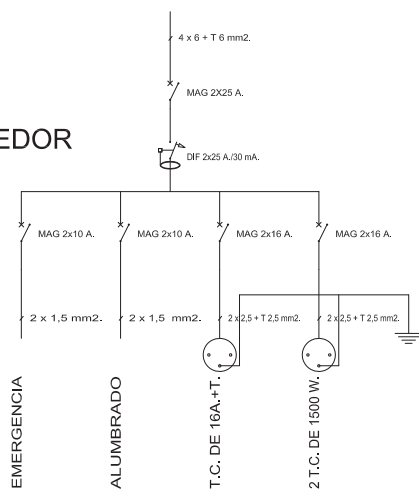 4 x 6 + T 6 mm2.
MAG 2X25 A.
EDOR
DIF 2x25 A./30 mA.
MAG 2x10 A.
MAG 2x10 A.
MAG 2x16 A.
MAG 2x16 A.
2 x 1,5 mm2.
2 x 1,5 mm2.
2 x 2,5 + T 2,5 mm2.
2 x 2,5 + T 2,5 mm2.
EMERGENCIA
ALUMBRADO
T.C. DE 16A.+T.
2 T.C. DE 1500 W.